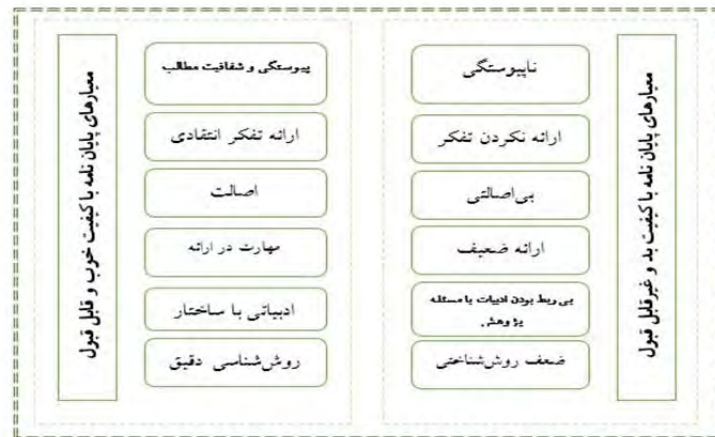 معیارهای پایان نامه با کیفیت بد و غیرقابل قبول
ناپیوستگی
ارائه نکردن تفکر
بی‌اصالتی
ارائه ضعیف
بی ربط بودن ادبیات با مسئله
پژوهش.
ضعف روش‌شناختی
معیارهای پایان نامه با کیفیت خوب و قابل قبول
پیوستگی و شفافیت مطالب
ارائه تفکر انتقادی
اصالت
مهارت در ارائه
ادبیاتی با ساختار
روش‌شناسی دقیق